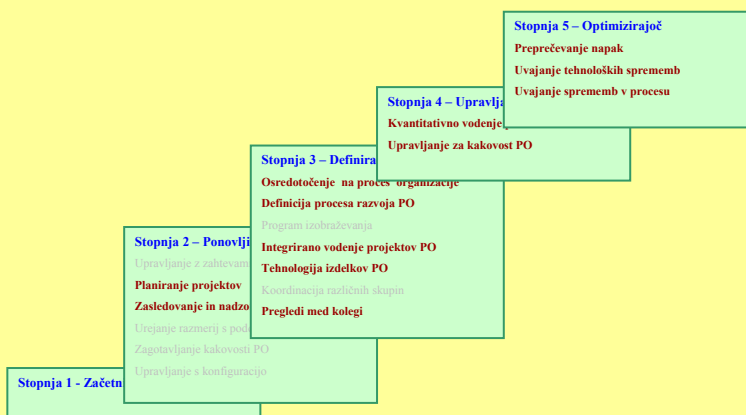 Stopnja 5 – Optimizirajoč
Preprečevanje napak
Uvajanje tehnoloških sprememb
Uvajanje sprememb v procesu
Stopnja 4 – Upravlja
Kvantitativno vodenje
Upravljanje za kakovost PO
Stopnja 3 – Definira
Osredotočenje na proces organizacije
Definicija procesa razvoja PO
Program izobraževanja
Integrirano vodenje projektov PO
Tehnologija izdelkov PO
Koordinacija različnih skupin
Pregledi med kolegi
Stopnja 2 – Ponovlji
Upravljanje z zahtevam
Planiranje projektov
Zasledovanje in nadzo
Urejanje razmerij s pod
Zagotavljanje kakovosti PO
Upravljanje s konfiguracijo
Stopnja 1 - Začetn